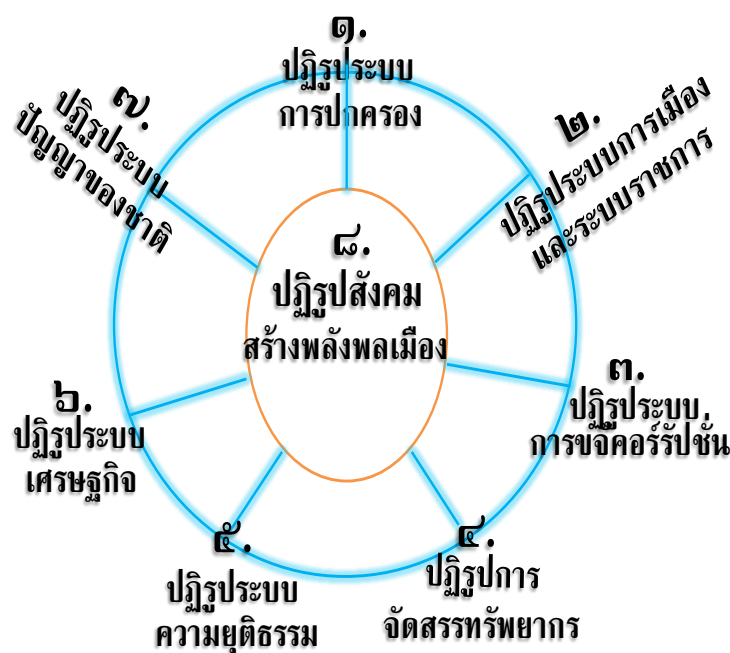 ๑.
ปฏิรูประบบ
การปกครอง
๒.
ปฏิรูประบบการเมือง
และระบบราชการ
๓.
ปฏิรูประบบ
การขจัคอร์รัปชั่น
๔.
ปฏิรูปการ
จัดสรรทรัพยากร
๕.
ปฏิรูประบบ
ความยุติธรรม
๖.
ปฏิรูประบบ
เศรษฐกิจ
๗.
ปฏิรูประบบ
ปัญญาของชาติ
๘.
ปฏิรูปสังคม
สร้างพลังพลเมือง